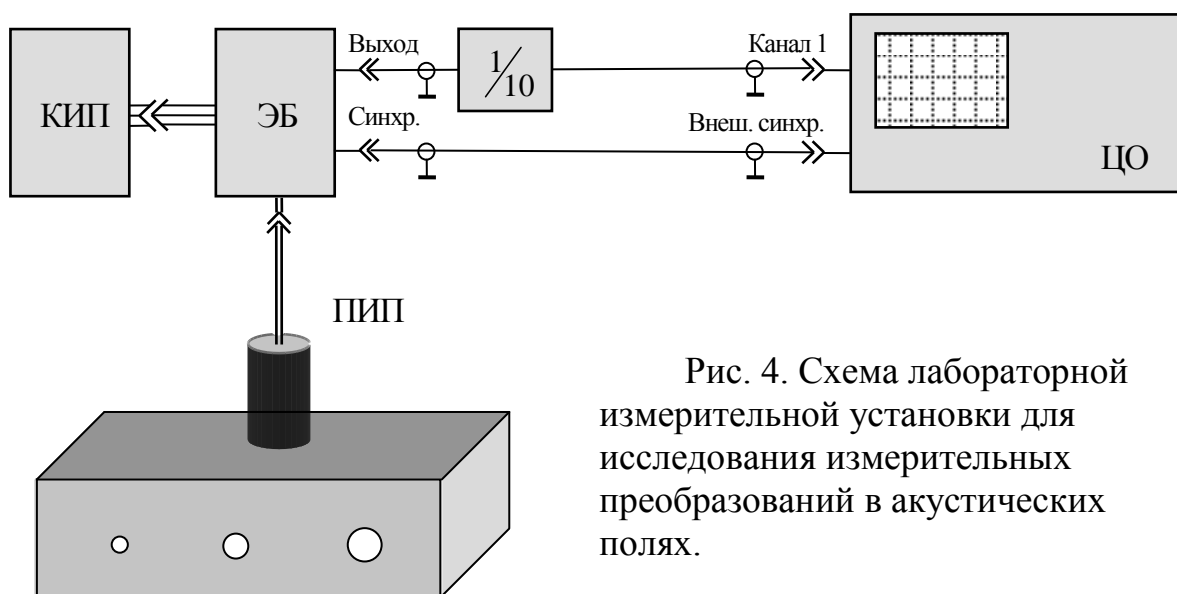 Выход
Канал 1
1/10
КИП
ЭБ
Синхр.
Внеш. синхр.
ЦО
ПИП
Рис. 4. Схема лабораторной
измерительной установки для
исследования измерительных
преобразований в акустических
полях.